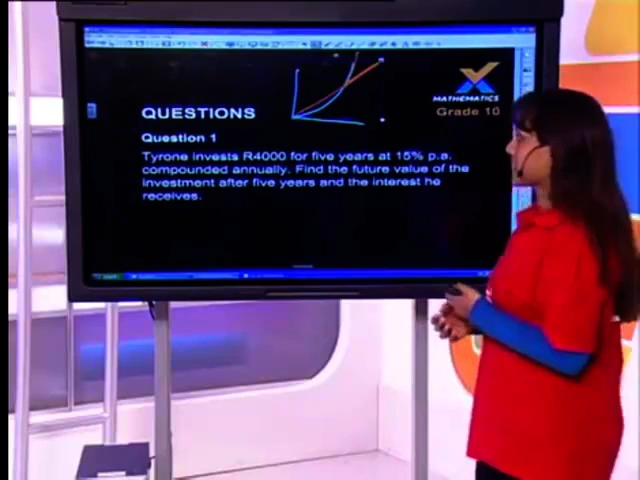 MATHEMATICS
Grade 10
QUESTIONS
Question 1
Tyrone invests R4000 for five years at 15% p.a.
compounded annually. Find the future value of the
investment after five years and the interest he
receives.